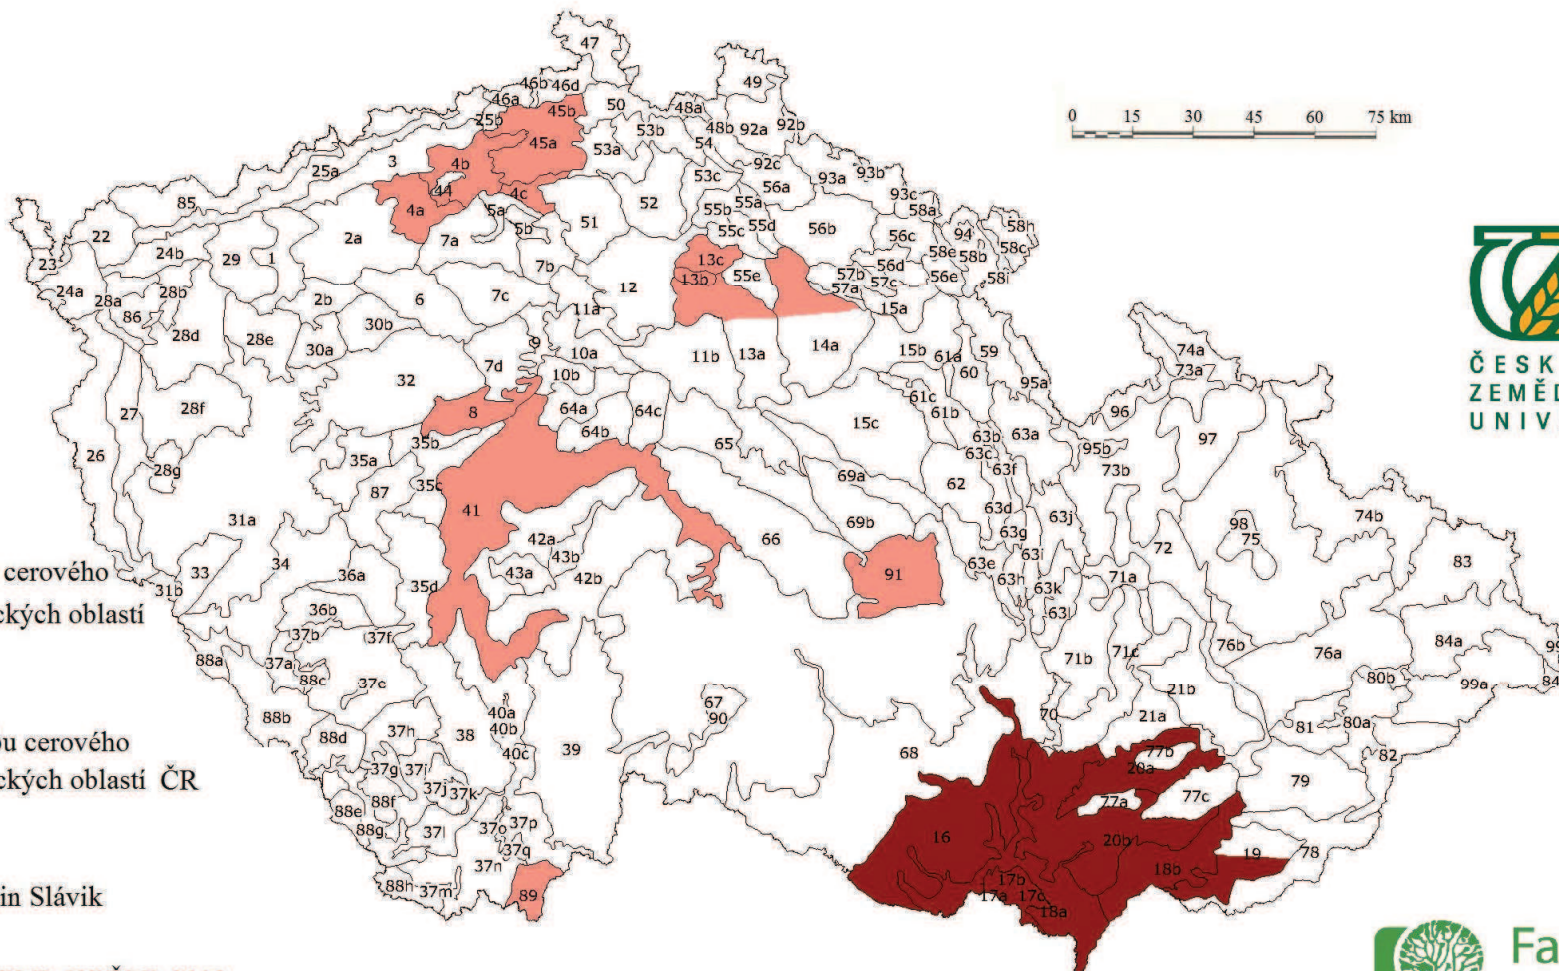 0 15 30 45 60 75 km
ČESK
ZEMĚD
UNIV
cerového
ckých oblastí
ou cerového
ckých oblastí ČR
in Slávik
Fa
47
46b 46d
49
46a
45b
50
48a
25b
48b 92a 92b
53b
45a
53a
54
3
4b
92c
25a
53c
56a
93a 93b
44
4c
85
4a
5a
52
55b 55a
93c
58a
22
5b
51
55c 55d
56b
58h
2a
7a
56c
94
58c
24b
29
1
13c
58e 58b
23
7b
56d
28b
12
13b
55e
57b
57c
56e
58i
24a
28a
2b
6
7c
57a
86
11a
15a
28d
28e
30b
30a
9
10a
11b
13a
14a
15b
61a
59
74a
7d
10b
60
73a
32
95a
27
28f
8
64a
64c
61c
61b
96
35b
64b
65
15c
63b
63a
97
26
35a
63c
95b
28g
63f
73b
87
35c
69a
62
41
63d
31a
69b
63j
98
74b
42a
66
63g
75
34
43b
63i
72
33
36a
43a
42b
91
63e
63h
71a
83
31b
35d
63k
36b
63l
37b
37f
76b
84a
88a
37a
71b
71c
76a
88c
80b
37c
67
21b
99a
88b
40a
90
70
21a
81
80a
37h
38
40b
88d
40c
39
68
77b
82
37g
37i
20a
79
37j
37k
77c
88e
88f
77a
88g
37l
37o
37p
16
20b
37q
19
78
37n
18b
88h
37m
89
17b
17a
17c
18a